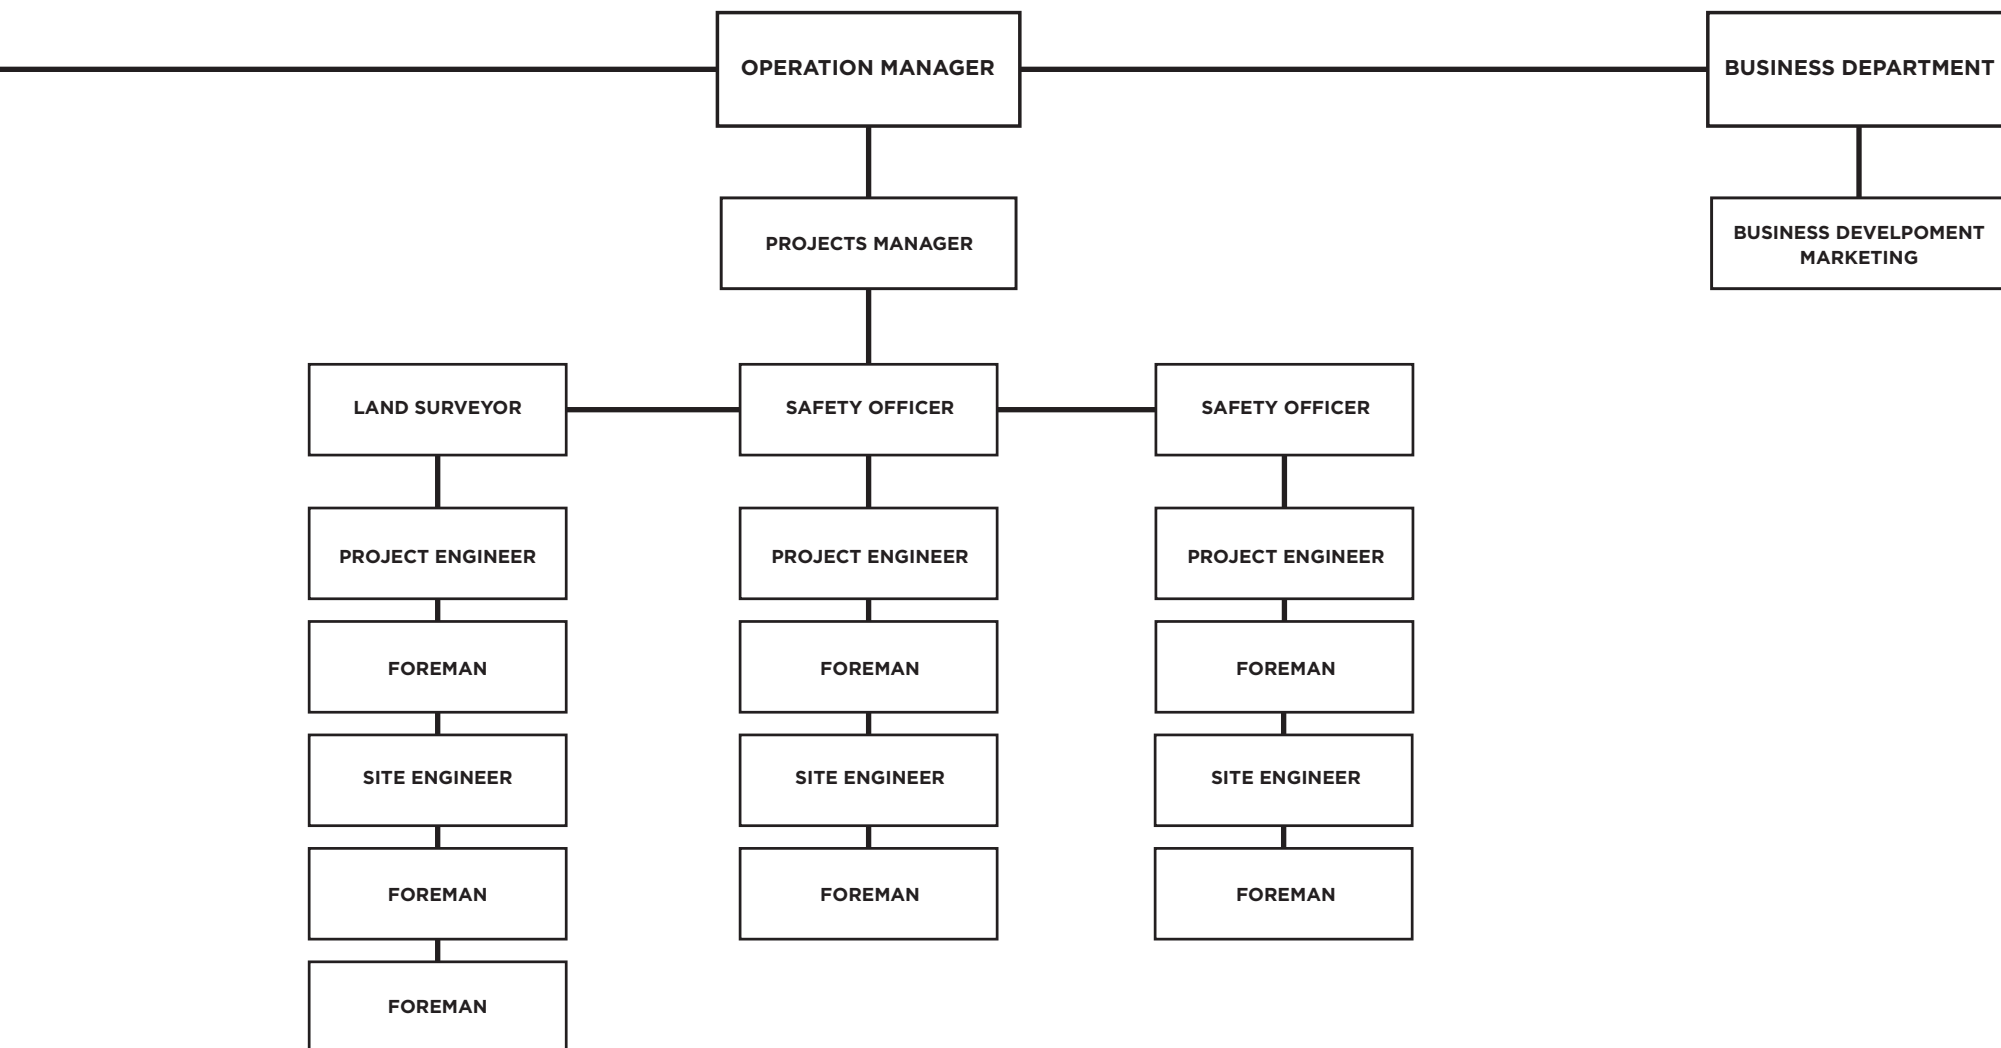 OPERATION MANAGER
BUSINESS DEPARTMENT
PROJECTS MANAGER
BUSINESS DEVELPOMENT
MARKETING
LAND SURVEYOR
SAFETY OFFICER
SAFETY OFFICER
PROJECT ENGINEER
PROJECT ENGINEER
PROJECT ENGINEER
FOREMAN
FOREMAN
FOREMAN
SITE ENGINEER
SITE ENGINEER
SITE ENGINEER
FOREMAN
FOREMAN
FOREMAN
FOREMAN